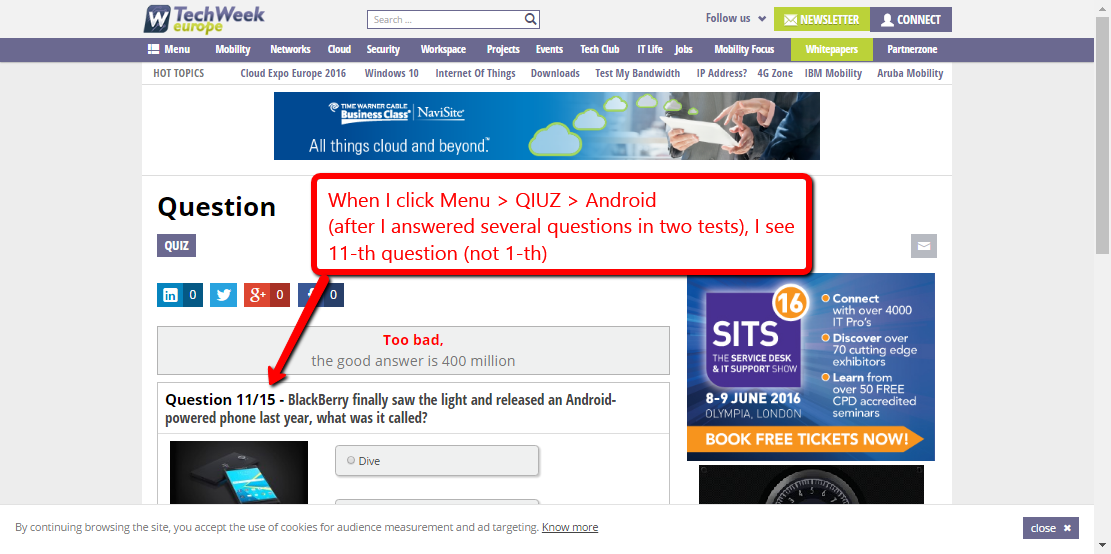 TechWeek
europe
Search ...
Follow us
NEWSLETTER
CONNECT
Menu Mobility Networks Cloud Security Workspace Projects Events Tech Club IT Life Jobs Mobility Focus Whitepapers Partnerzone
HOT TOPICS Cloud Expo Europe 2016 Windows 10 Internet Of Things Downloads Test My Bandwidth IP Address? 4G Zone IBM Mobility Aruba Mobility
TIME WARNER CABLE
Business Class | NaviSite
All things cloud and beyond.
When I click Menu > QIUZ > Android
(after I answered several questions in two tests), I see
11-th question (not 1-th)
Question
QUIZ
0 0 0
Too bad,
the good answer is 400 million
Question 11/15 - BlackBerry finally saw the light and released an Android-
powered phone last year, what was it called?
Dive
16
SITS
THE SERVICE DESK
& IT SUPPORT SHOW
8-9 JUNE 2016
OLYMPIA, LONDON
Connect
with over 4000
IT Pro's
Discover over
70 cutting edge
exhibitors
Learn from
over 50 FREE
CPD accredited
seminars
BOOK FREE TICKETS NOW!
By continuing browsing the site, you accept the use of cookies for audience measurement and ad targeting. Know more
close ×